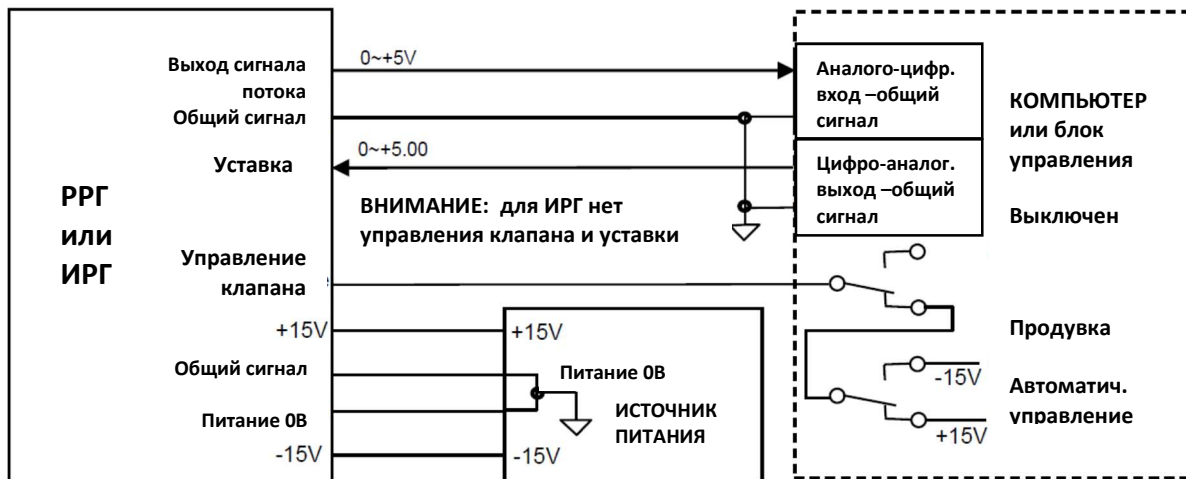 РРГ
или
ИРГ
Выход сигнала
потока
Общий сигнал
Уставка
Управление
клапана
+15V
Общий сигнал
Питание 0В
-15V
0~+5V
0~+5.00
ВНИМАНИЕ: для ИРГ нет
управления клапана и уставки
+15V
Питание 0В
ИСТОЧНИК
ПИТАНИЯ
-15V
Аналого-цифр.
вход –общий
сигнал
Цифро-аналог.
выход –общий
сигнал
КОМПЬЮТЕР
или блок
управления
Выключен
Продувка
-15V
Автоматич.
управление
+15V